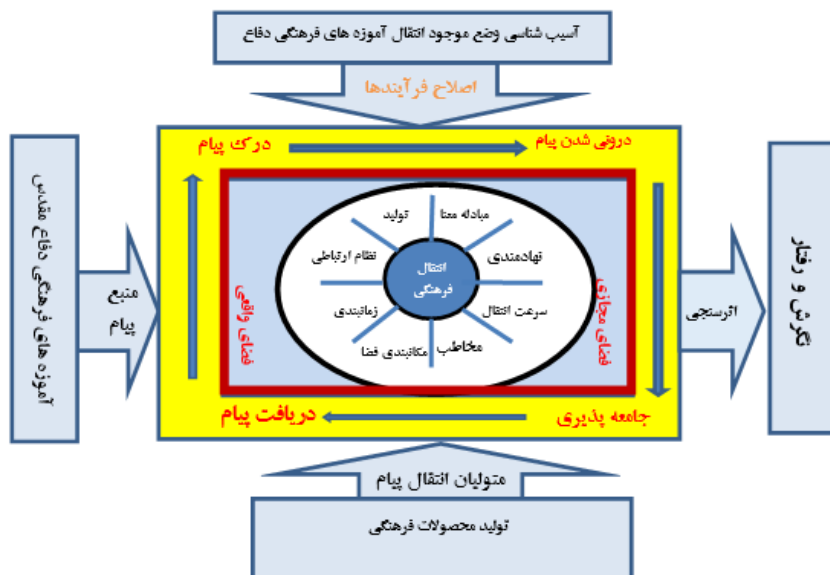 آسیب شناسی وضع موجود انتقال آموزه های فرهنگی دفاع
اصلاح فرآیندها
درونی شدن پیام
درک پیام
نگرش و رفتار
اثرسنجی
فضای مجازی
مبادله معنا
تولید
نهادمندی
نظام ارتباطی
انتقال
فرهنگی
سرعت انتقال
زمانبندی
مخاطب
مکانبندی فضا
فضای واقعی
منبع
پیام
آموزه های فرهنگی دفاع مقدس
جامعه پذیری
دریافت پیام
متولیان انتقال پیام
تولید محصولات فرهنگی